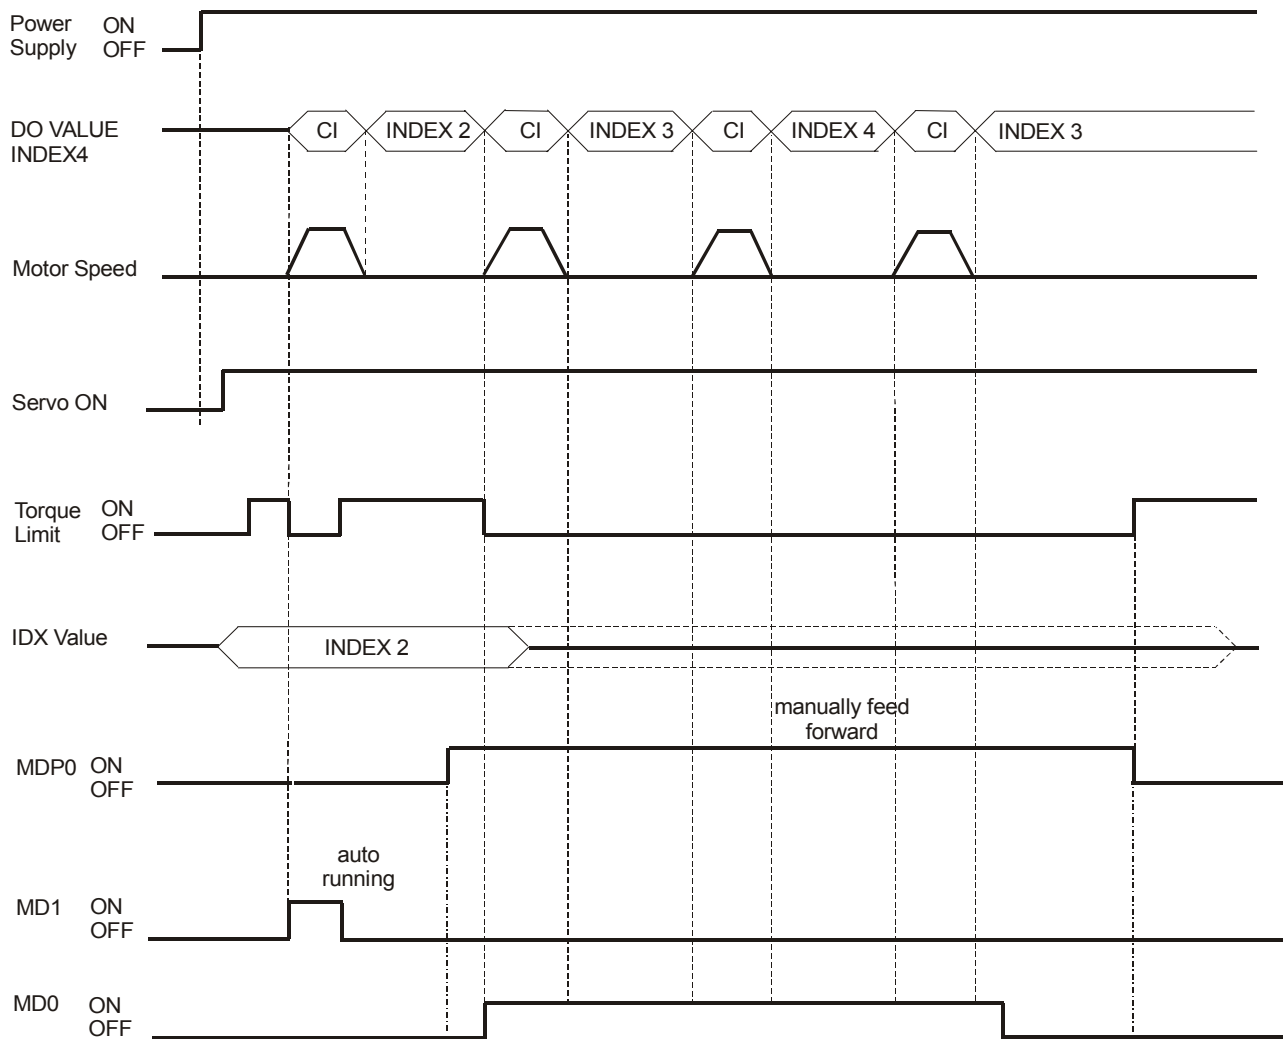 Power ON
Supply OFF
DO VALUE
INDEX4
CI INDEX 2 CI INDEX 3 CI INDEX 4 CI INDEX 3
Motor Speed
Servo ON
Torque ON
Limit OFF
IDX Value
INDEX 2
manually feed
forward
MDP0 ON
OFF
auto
running
MD1 ON
OFF
MD0 ON
OFF